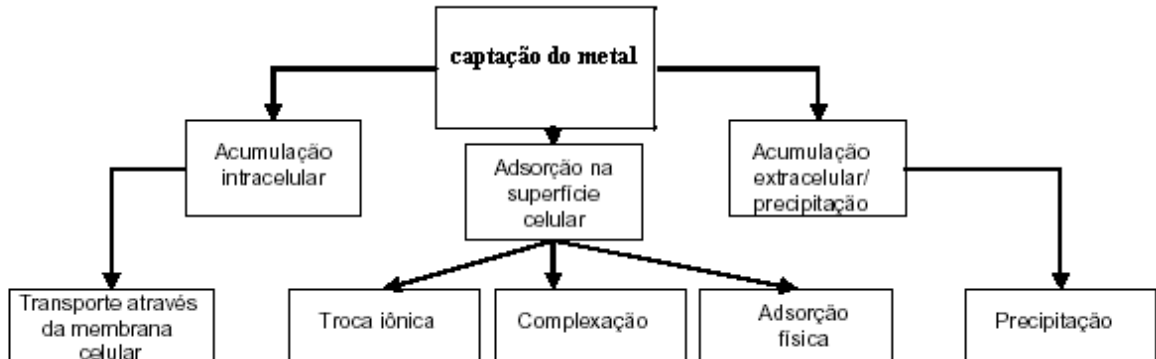 captação do metal
Acumulação
intracelular
Adsorção na
superfície
celular
Acumulação
extracelular/
precipitação
Transporte através
da membrana
celular
Troca iônica
Complexação
Adsorção
física
Precipitação